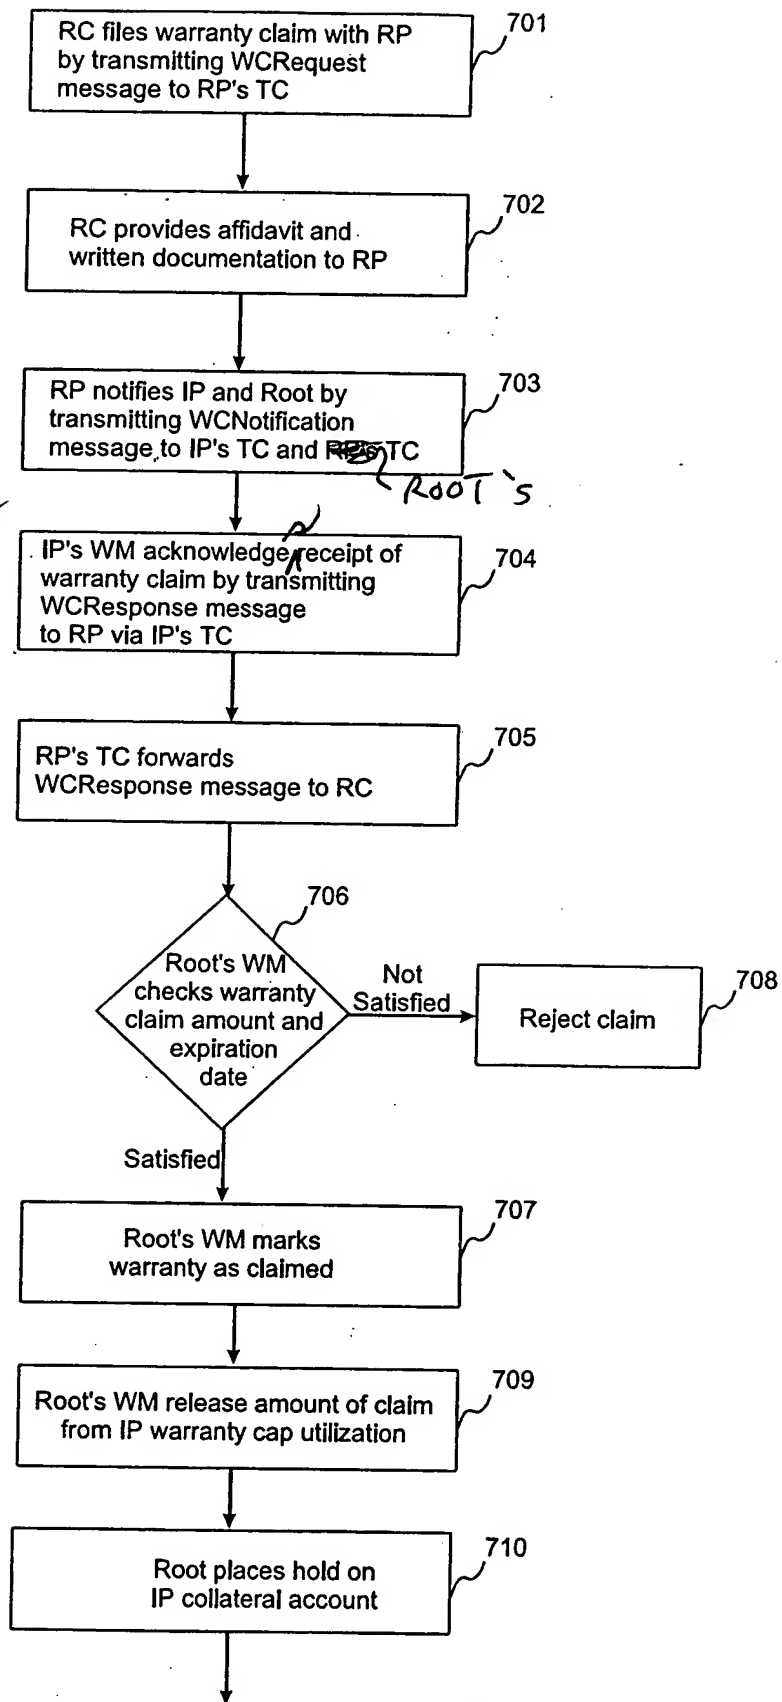 RC files warranty claim with RP
by transmitting WCRequest
message to RP's TC
701
RC provides affidavit and
written documentation to RP
702
RP notifies IP and Root by
transmitting WCNotification
message to IP's TC and RP's TC
ROOT's
703
IP's WM acknowledge receipt of
warranty claim by transmitting
WCResponse message
to RP via IP's TC
704
RP's TC forwards
WCResponse message to RC
705
706
Root's WM
checks warranty
claim amount and
expiration
date
Not
Satisfied
Reject claim
708
Satisfied
Root's WM marks
warranty as claimed
707
Root's WM release amount of claim
from IP warranty cap utilization
709
Root places hold on
IP collateral account
710